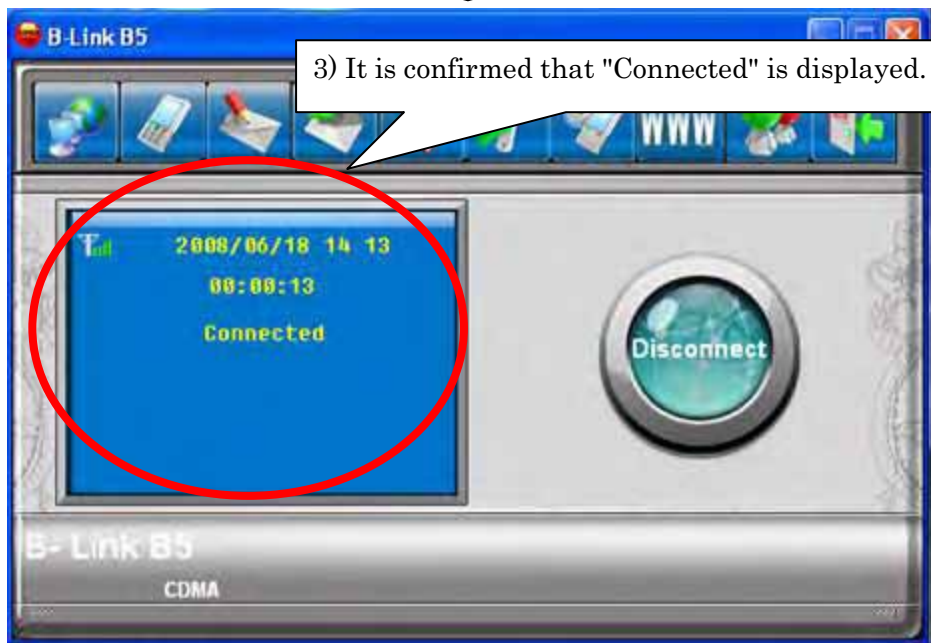 B-Link B5
3) It is confirmed that "Connected" is displayed.
WWW
2008/06/18 14 13
00:00:13
Connected
Disconnect
B- Link B5
CDMA